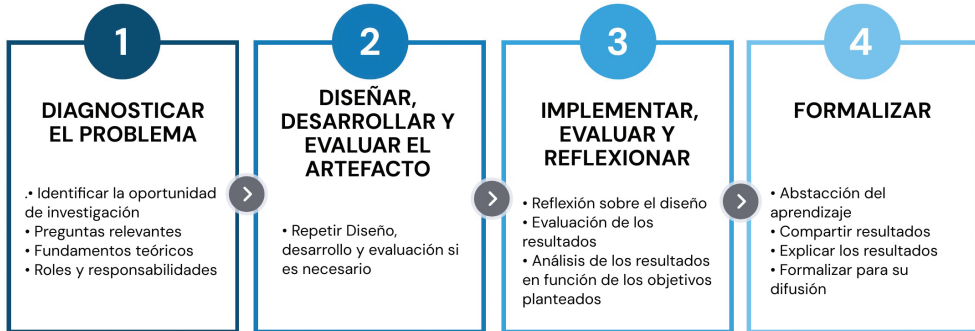 1
DIAGNOSTICAR
EL PROBLEMA
.• Identificar la oportunidad
de investigación
• Preguntas relevantes
• Fundamentos teóricos
• Roles y responsabilidades
2
DISEÑAR,
DESARROLLAR Y
EVALUAR EL
ARTEFACTO
• Repetir Diseño,
desarrollo y evaluación si
es necesario
3
IMPLEMENTAR,
EVALUAR Y
REFLEXIONAR
• Reflexión sobre el diseño
• Evaluación de los
resultados
• Análisis de los resultados
en función de los objetivos
planteados
4
FORMALIZAR
• Abstacción del
aprendizaje
• Compartir resultados
• Explicar los resultados
• Formalizar para su
difusión